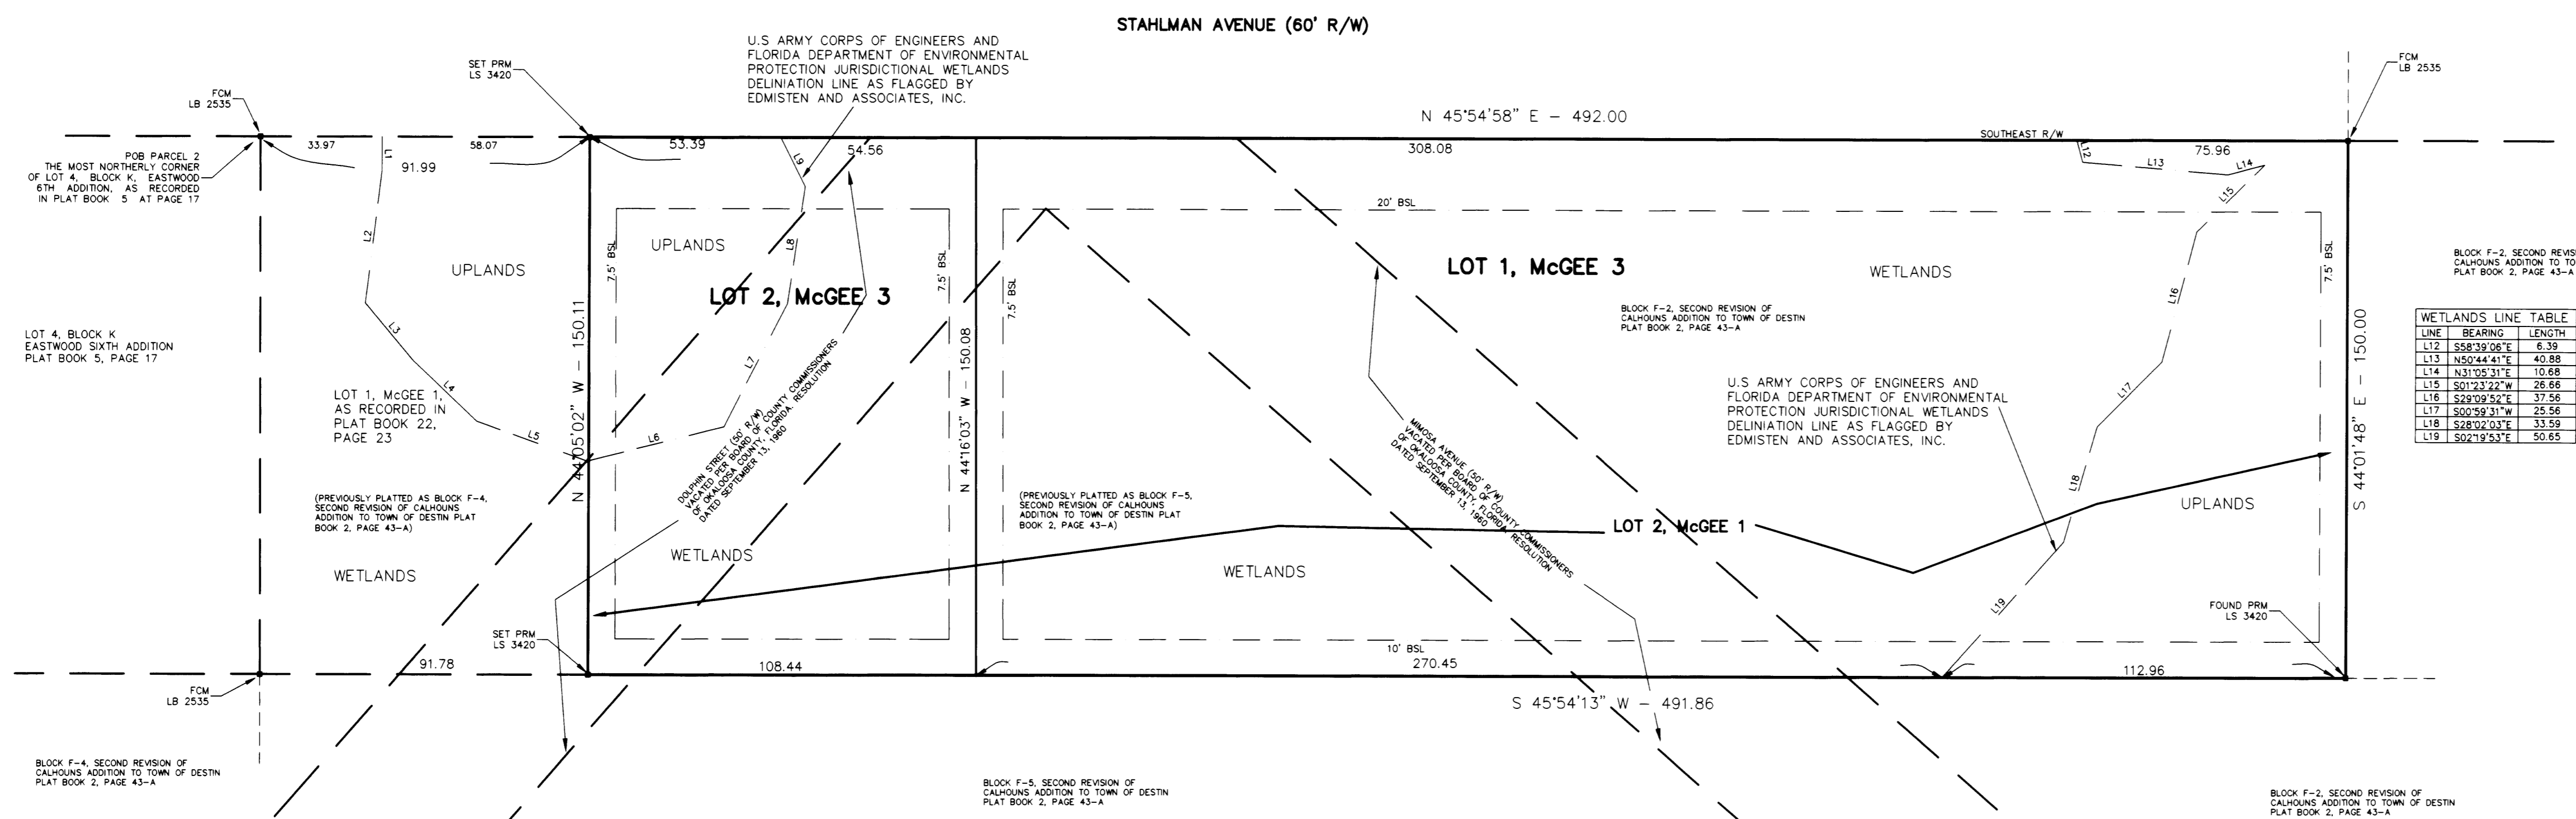 STAHLMAN AVENUE (60' R/W)
U.S ARMY CORPS OF ENGINEERS AND
FLORIDA DEPARTMENT OF ENVIRONMENTAL
PROTECTION JURISDICTIONAL WETLANDS
DELINIATION LINE AS FLAGGED BY
EDMISTEN AND ASSOCIATES, INC.
SET PRM
LS 3420
FCM
LB 2535
FCM
LB 2535
N 45°54'58" E - 492.00
SOUTHEAST R/W
33.97
L1
58.07
91.99
53.39
L9
54.56
308.08
L12
L13
75.96
L14
L15
POB PARCEL 2
THE MOST NORTHERLY CORNER
OF LOT 4, BLOCK K, EASTWOOD
6TH ADDITION, AS RECORDED
IN PLAT BOOK 5 AT PAGE 17
20' BSL
L2
UPLANDS
7.5' BSL
UPLANDS
L8
7.5' BSL
7.5' BSL
LOT 2, McGEE 3
LOT 1, McGEE 3
WETLANDS
7.5' BSL
BLOCK F-2, SECOND REVIS
CALHOUNS ADDITION TO TO
PLAT BOOK 2, PAGE 43-A
BLOCK F-2, SECOND REVISION OF
CALHOUNS ADDITION TO TOWN OF DESTIN
PLAT BOOK 2, PAGE 43-A
L16
LOT 4, BLOCK K
EASTWOOD SIXTH ADDITION
PLAT BOOK 5, PAGE 17
L3
L4
L5
L6
L7
N 44°05'02" W - 150.11
N 44°16'03" W - 150.08
S 44°01'48" E - 150.00
WETLANDS LINE TABLE
LINE BEARING LENGTH
L12 S58°39'06"E 6.39
L13 N50°44'41"E 40.88
L14 N31°05'31"E 10.68
L15 S01°23'22"W 26.66
L16 S29°09'52"E 37.56
L17 S00°59'31"W 25.56
L18 S28°02'03"E 33.59
L19 S02°19'53"E 50.65
LOT 1, McGEE 1,
AS RECORDED IN
PLAT BOOK 22,
PAGE 23
U.S ARMY CORPS OF ENGINEERS AND
FLORIDA DEPARTMENT OF ENVIRONMENTAL
PROTECTION JURISDICTIONAL WETLANDS
DELINIATION LINE AS FLAGGED BY
EDMISTEN AND ASSOCIATES, INC.
L17
L18
DOLPHIN STREET (50' R/W)
VACATED PER BOARD OF COUNTY COMMISSIONERS
OF OKALOOSA COUNTY, FLORIDA, RESOLUTION
DATED SEPTEMBER 13, 1960
MIMOSA AVENUE (50' R/W)
VACATED PER BOARD OF COUNTY COMMISSIONERS
OF OKALOOSA COUNTY, FLORIDA, RESOLUTION
DATED SEPTEMBER 13, 1960
(PREVIOUSLY PLATTED AS BLOCK F-4,
SECOND REVISION OF CALHOUNS
ADDITION TO TOWN OF DESTIN PLAT
BOOK 2, PAGE 43-A)
(PREVIOUSLY PLATTED AS BLOCK F-5,
SECOND REVISION OF CALHOUNS
ADDITION TO TOWN OF DESTIN PLAT
BOOK 2, PAGE 43-A)
UPLANDS
LOT 2, McGEE 1
WETLANDS
WETLANDS
WETLANDS
L19
FOUND PRM
LS 3420
SET PRM
LS 3420
10' BSL
91.78
108.44
270.45
112.96
FCM
LB 2535
S 45°54'13" W - 491.86
BLOCK F-4, SECOND REVISION OF
CALHOUNS ADDITION TO TOWN OF DESTIN
PLAT BOOK 2, PAGE 43-A
BLOCK F-5, SECOND REVISION OF
CALHOUNS ADDITION TO TOWN OF DESTIN
PLAT BOOK 2, PAGE 43-A
BLOCK F-2, SECOND REVISION OF
CALHOUNS ADDITION TO TOWN OF DESTIN
PLAT BOOK 2, PAGE 43-A